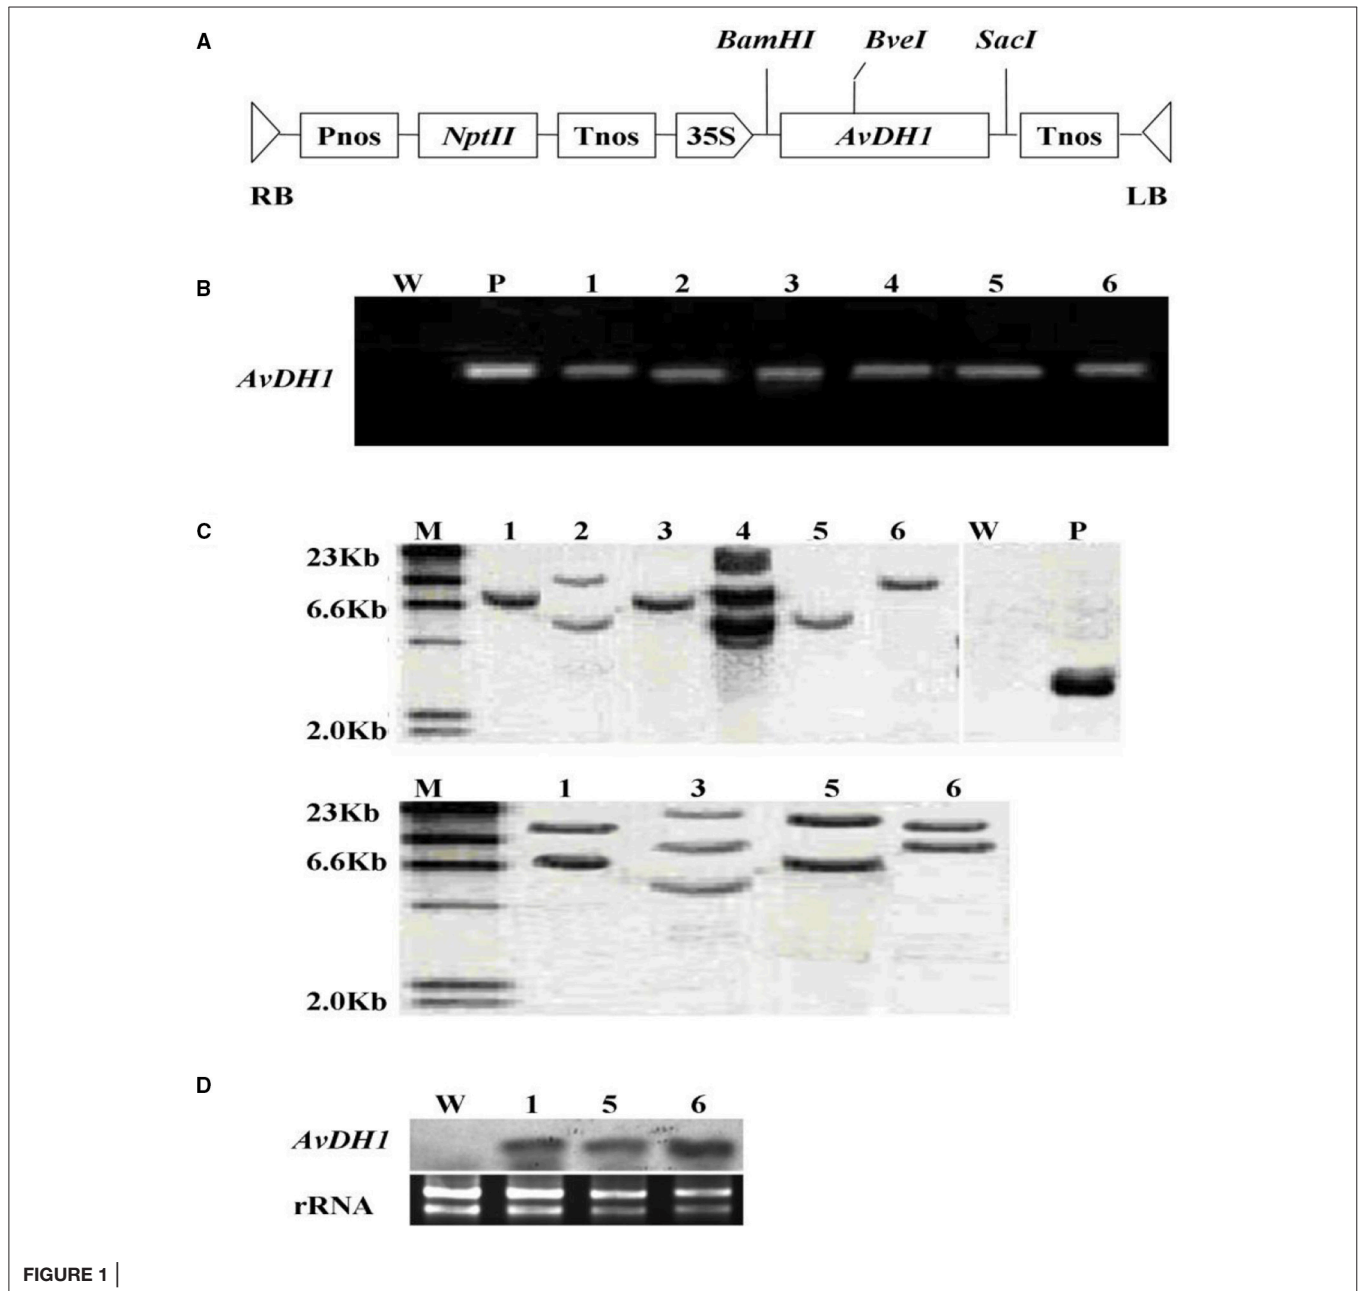 A
BamHI BveI SacI
Pnos NptII Tnos 35S AvDH1 Tnos
RB LB
B
W P 1 2 3 4 5 6
AvDH1
C
M 1 2 3 4 5 6 W P
23Kb
6.6Kb
2.0Kb
M 1 3 5 6
23Kb
6.6Kb
2.0Kb
D
W 1 5 6
AvDH1
rRNA
FIGURE 1 |